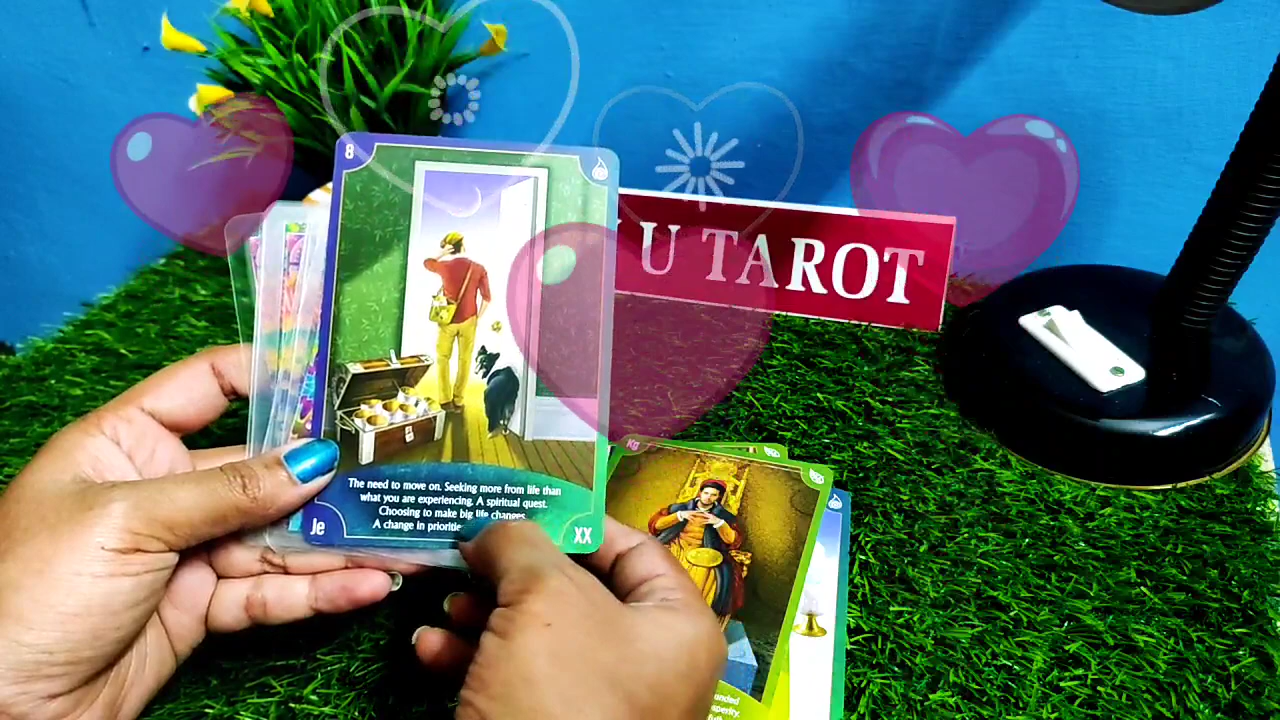 8
U TAROT
The need to move on. Seeking more from life than
what you are experiencing. A spiritual quest.
Choosing to make big life changes.
A change in
Je
XX
Kg